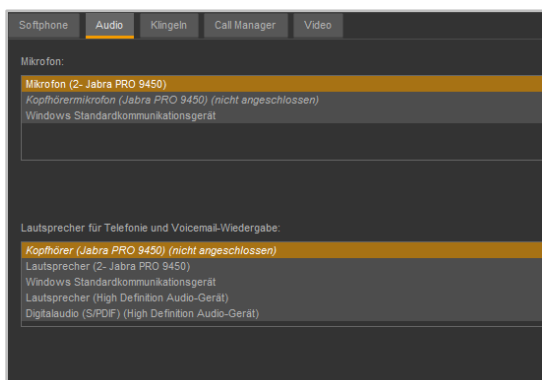 Softphone Audio Klingeln Call Manager Video
Mikrofon:
Mikrofon (2- Jabra PRO 9450)
Kopfhörermikrofon (Jabra PRO 9450) (nicht angeschlossen)
Windows Standardkommunikationsgerät
Lautsprecher für Telefonie und Voicemail-Wiedergabe:
Kopfhörer (Jabra PRO 9450) (nicht angeschlossen)
Lautsprecher (2- Jabra PRO 9450)
Windows Standardkommunikationsgerät
Lautsprecher (High Definition Audio-Gerät)
Digitalaudio (S/PDIF) (High Definition Audio-Gerät)